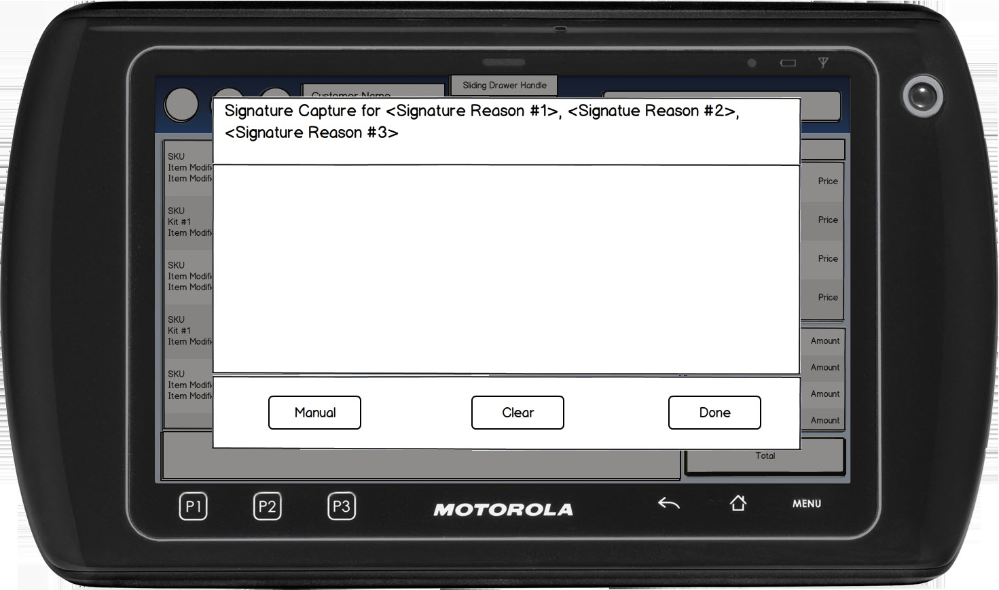 Customer Name
Sliding Drawer Handle
Signature Capture for <Signature Reason #1>, <Signatue Reason #2>,
<Signature Reason #3>
SKU
Item Modifi
Item Modifi
SKU
Kit #1
Item Modifi
SKU
Item Modifi
Item Modifi
SKU
Kit #1
Item Modifi
SKU
Item Modifi
Item Modifi
Price
Price
Price
Price
Amount
Amount
Amount
Amount
Manual
Clear
Done
Total
P1
P2
P3
MOTOROLA
MENU